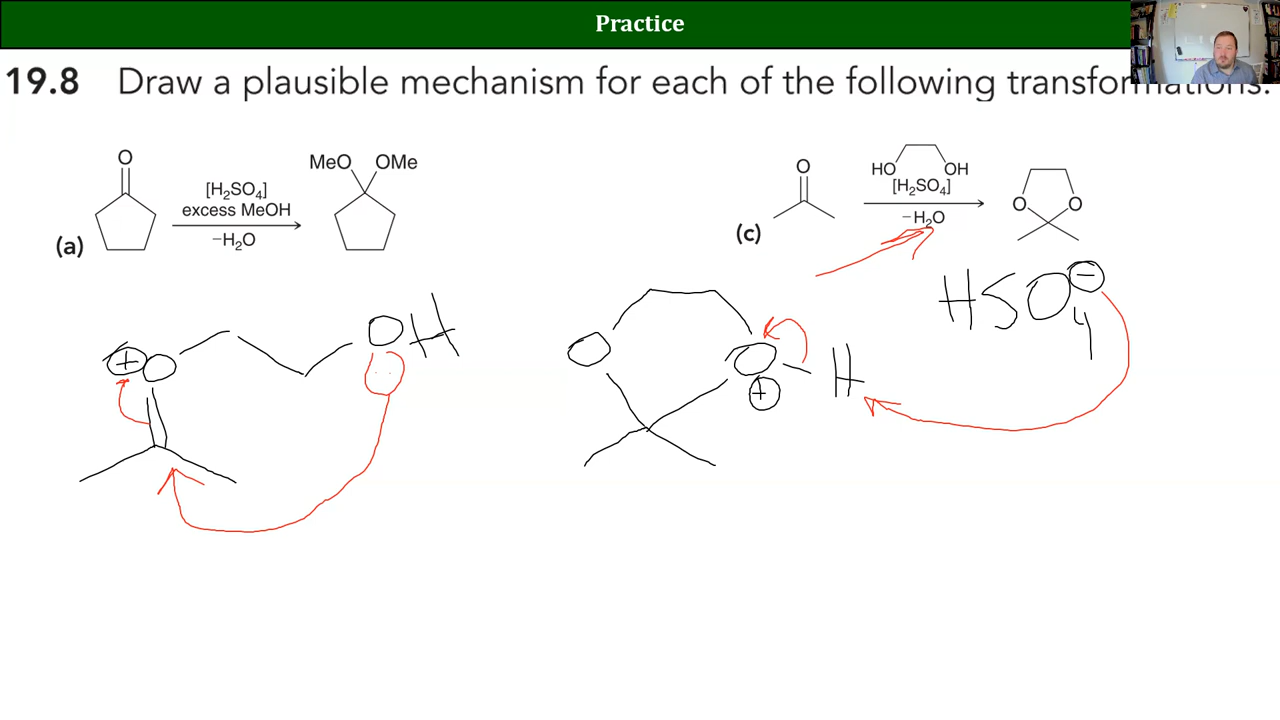 Practice
19.8 Draw a plausible mechanism for each of the following transformations.
(a)
O
[H₂SO₄]
excess MeOH
−H₂O
MeO OMe
(c)
O
HO OH
[H₂SO₄]
−H₂O
O O
HSO₄⊖
⊕ O OH
O O H
⊕